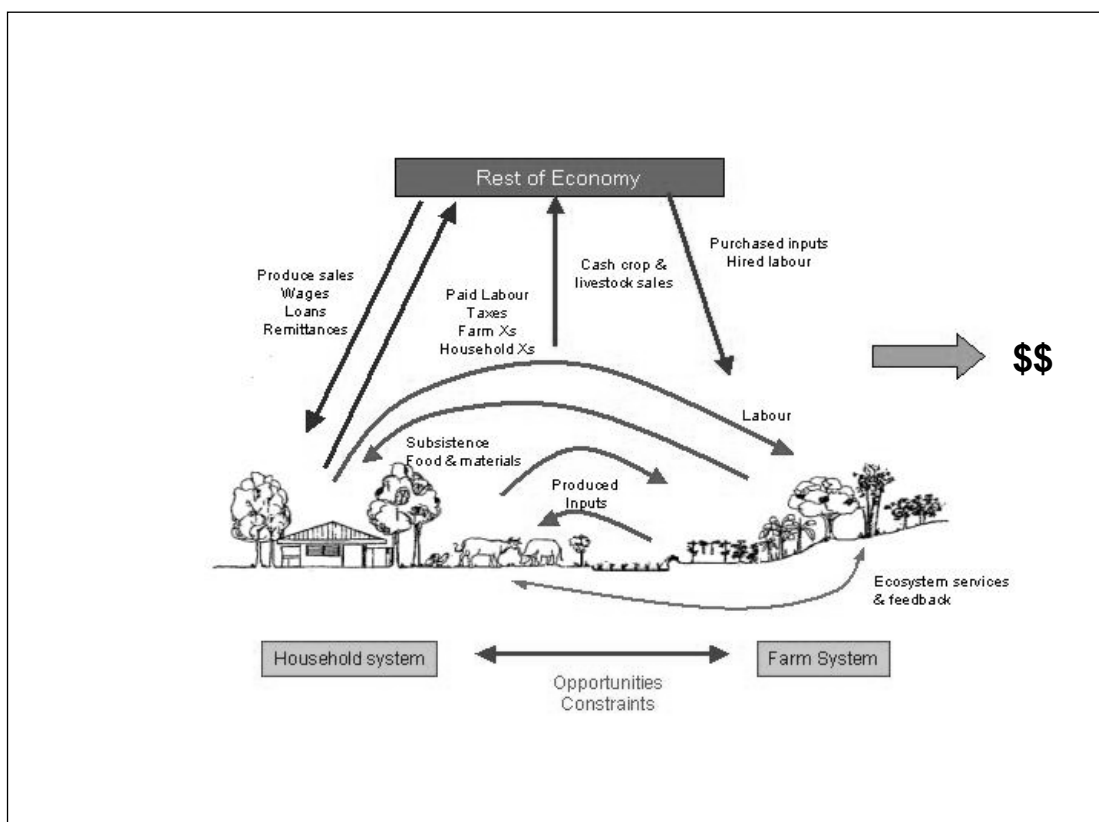 Rest of Economy
Produce sales
Wages
Loans
Remittances
Paid Labour
Taxes
Farm Xs
Household Xs
Cash crop &
livestock sales
Purchased inputs
Hired labour
$$
Labour
Subsistence
Food & materials
Produced
Inputs
Ecosystem services
& feedback
Household system
Farm System
Opportunities
Constraints